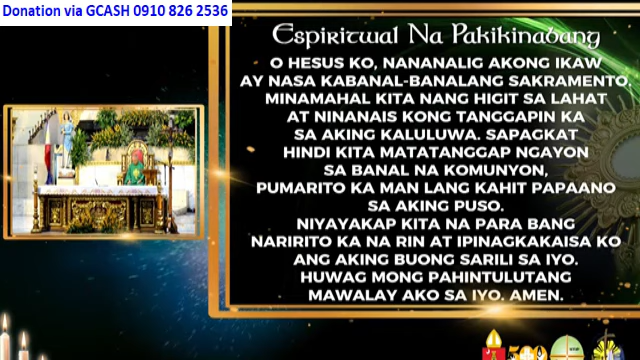 Donation via GCASH 0910 826 2536
Espiritwal Na Pakikinabang
O HESUS KO, NANANALIG AKONG IKAW
AY NASA KABANAL-BANALANG SAKRAMENTO.
MINAMAHAL KITA NANG HIGIT SA LAHAT
AT NINANAIS KONG TANGGAPIN KA
SA AKING KALULUWA. SAPAGKAT
HINDI KITA MATATANGGAP NGAYON
SA BANAL NA KOMUNYON,
PUMARITO KA MAN LANG KAHIT PAPAANO
SA AKING PUSO.
NIYAYAKAP KITA NA PARA BANG
NARIRITO KA NA RIN AT IPINAGKAKAISA KO
ANG AKING BUONG SARILI SA IYO.
HUWAG MONG PAHINTULUTANG
MAWALAY AKO SA IYO. AMEN.
500